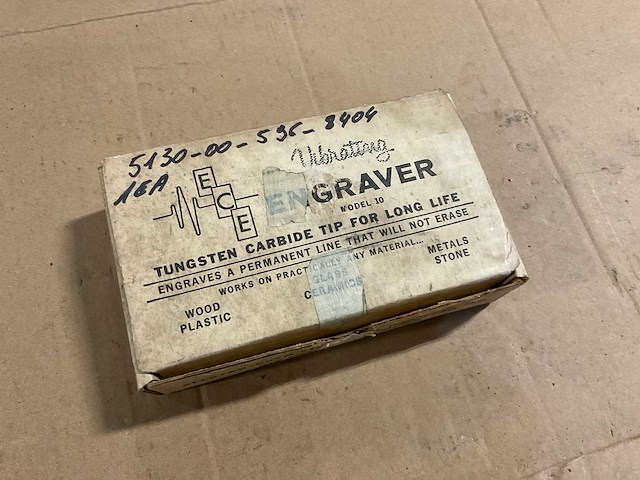 5130-00-596-8404
1EA
ECE
Vibrating
ENGRAVER
MODEL 10
TUNGSTEN CARBIDE TIP FOR LONG LIFE
ENGRAVES A PERMANENT LINE THAT WILL NOT ERASE
WORKS ON PRACTICALLY ANY MATERIAL...
WOOD GLASS METALS
PLASTIC CERAMICS STONE